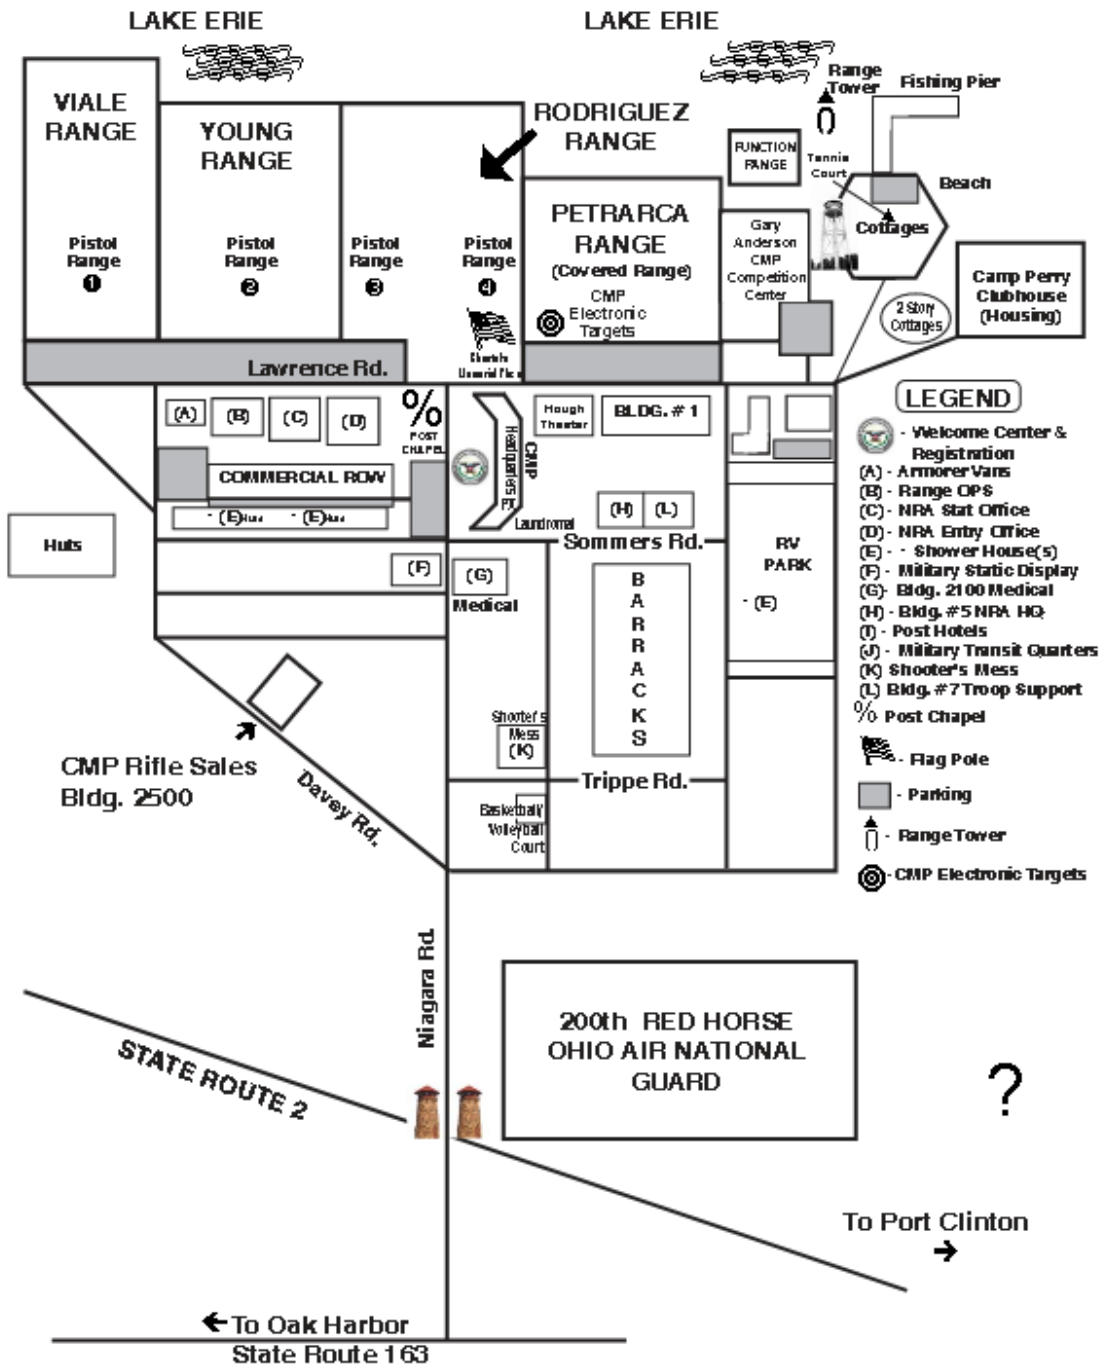 LAKE ERIE
LAKE ERIE
Range
Tower
Fishing Pier
VIALE
RANGE
YOUNG
RANGE
RODRIGUEZ
RANGE
FUNCTION
RANGE
Tennis
Court
Beach
Cottages
PETRARCA
RANGE
(Covered Range)
CMP
Electronic
Targets
Gary
Anderson
CMP
Competition
Center
Pistol
Range
1
Pistol
Range
2
Pistol
Range
3
Pistol
Range
4
Camp Perry
Clubhouse
(Housing)
2 Story
Cottages
Lawrence Rd.
(A)
(B)
(C)
(D)
%
POST
CHAPEL
COMMERCIAL ROW
- (E)
- (E)
CMP
Headquarters
Laundromat
Hough
Theater
BLDG. # 1
(H)
(L)
Sommers Rd.
Huts
(F)
(G)
Medical
BARRACKS
RV
PARK
- (E)
Shooter's
Mess
(K)
Trippe Rd.
Basketball/
Volleyball
Court
CMP Rifle Sales
Bldg. 2500
Davey Rd.
Niagara Rd.
LEGEND
- Welcome Center &
Registration
(A) - Armorer Vans
(B) - Range OPS
(C) - NRA Stat Office
(D) - NRA Entry Office
(E) - - Shower House(s)
(F) - Military Static Display
(G) - Bldg. 2100 Medical
(H) - Bldg. #5 NRA HQ
(I) - Post Hotels
(J) - Military Transit Quarters
(K) Shooter's Mess
(L) Bldg. #7 Troop Support
% Post Chapel
- Flag Pole
- Parking
- Range Tower
- CMP Electronic Targets
200th RED HORSE
OHIO AIR NATIONAL
GUARD
STATE ROUTE 2
?
To Port Clinton
To Oak Harbor
State Route 163